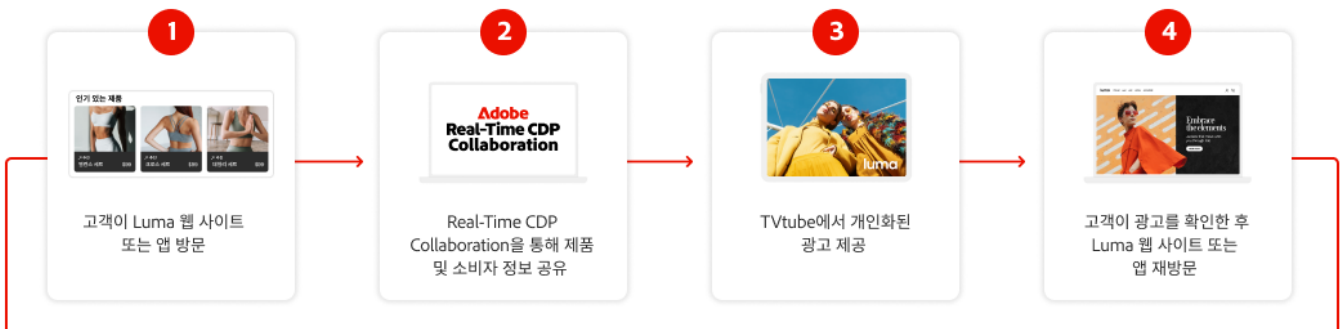 1
2
3
4
인기 있는 제품
Adobe
Real-Time CDP
Collaboration
luma
Embrace
the elements
고객이 Luma 웹 사이트
또는 앱 방문
Real-Time CDP
Collaboration을 통해 제품
및 소비자 정보 공유
TVtube에서 개인화된
광고 제공
고객이 광고를 확인한 후
Luma 웹 사이트 또는
앱 재방문